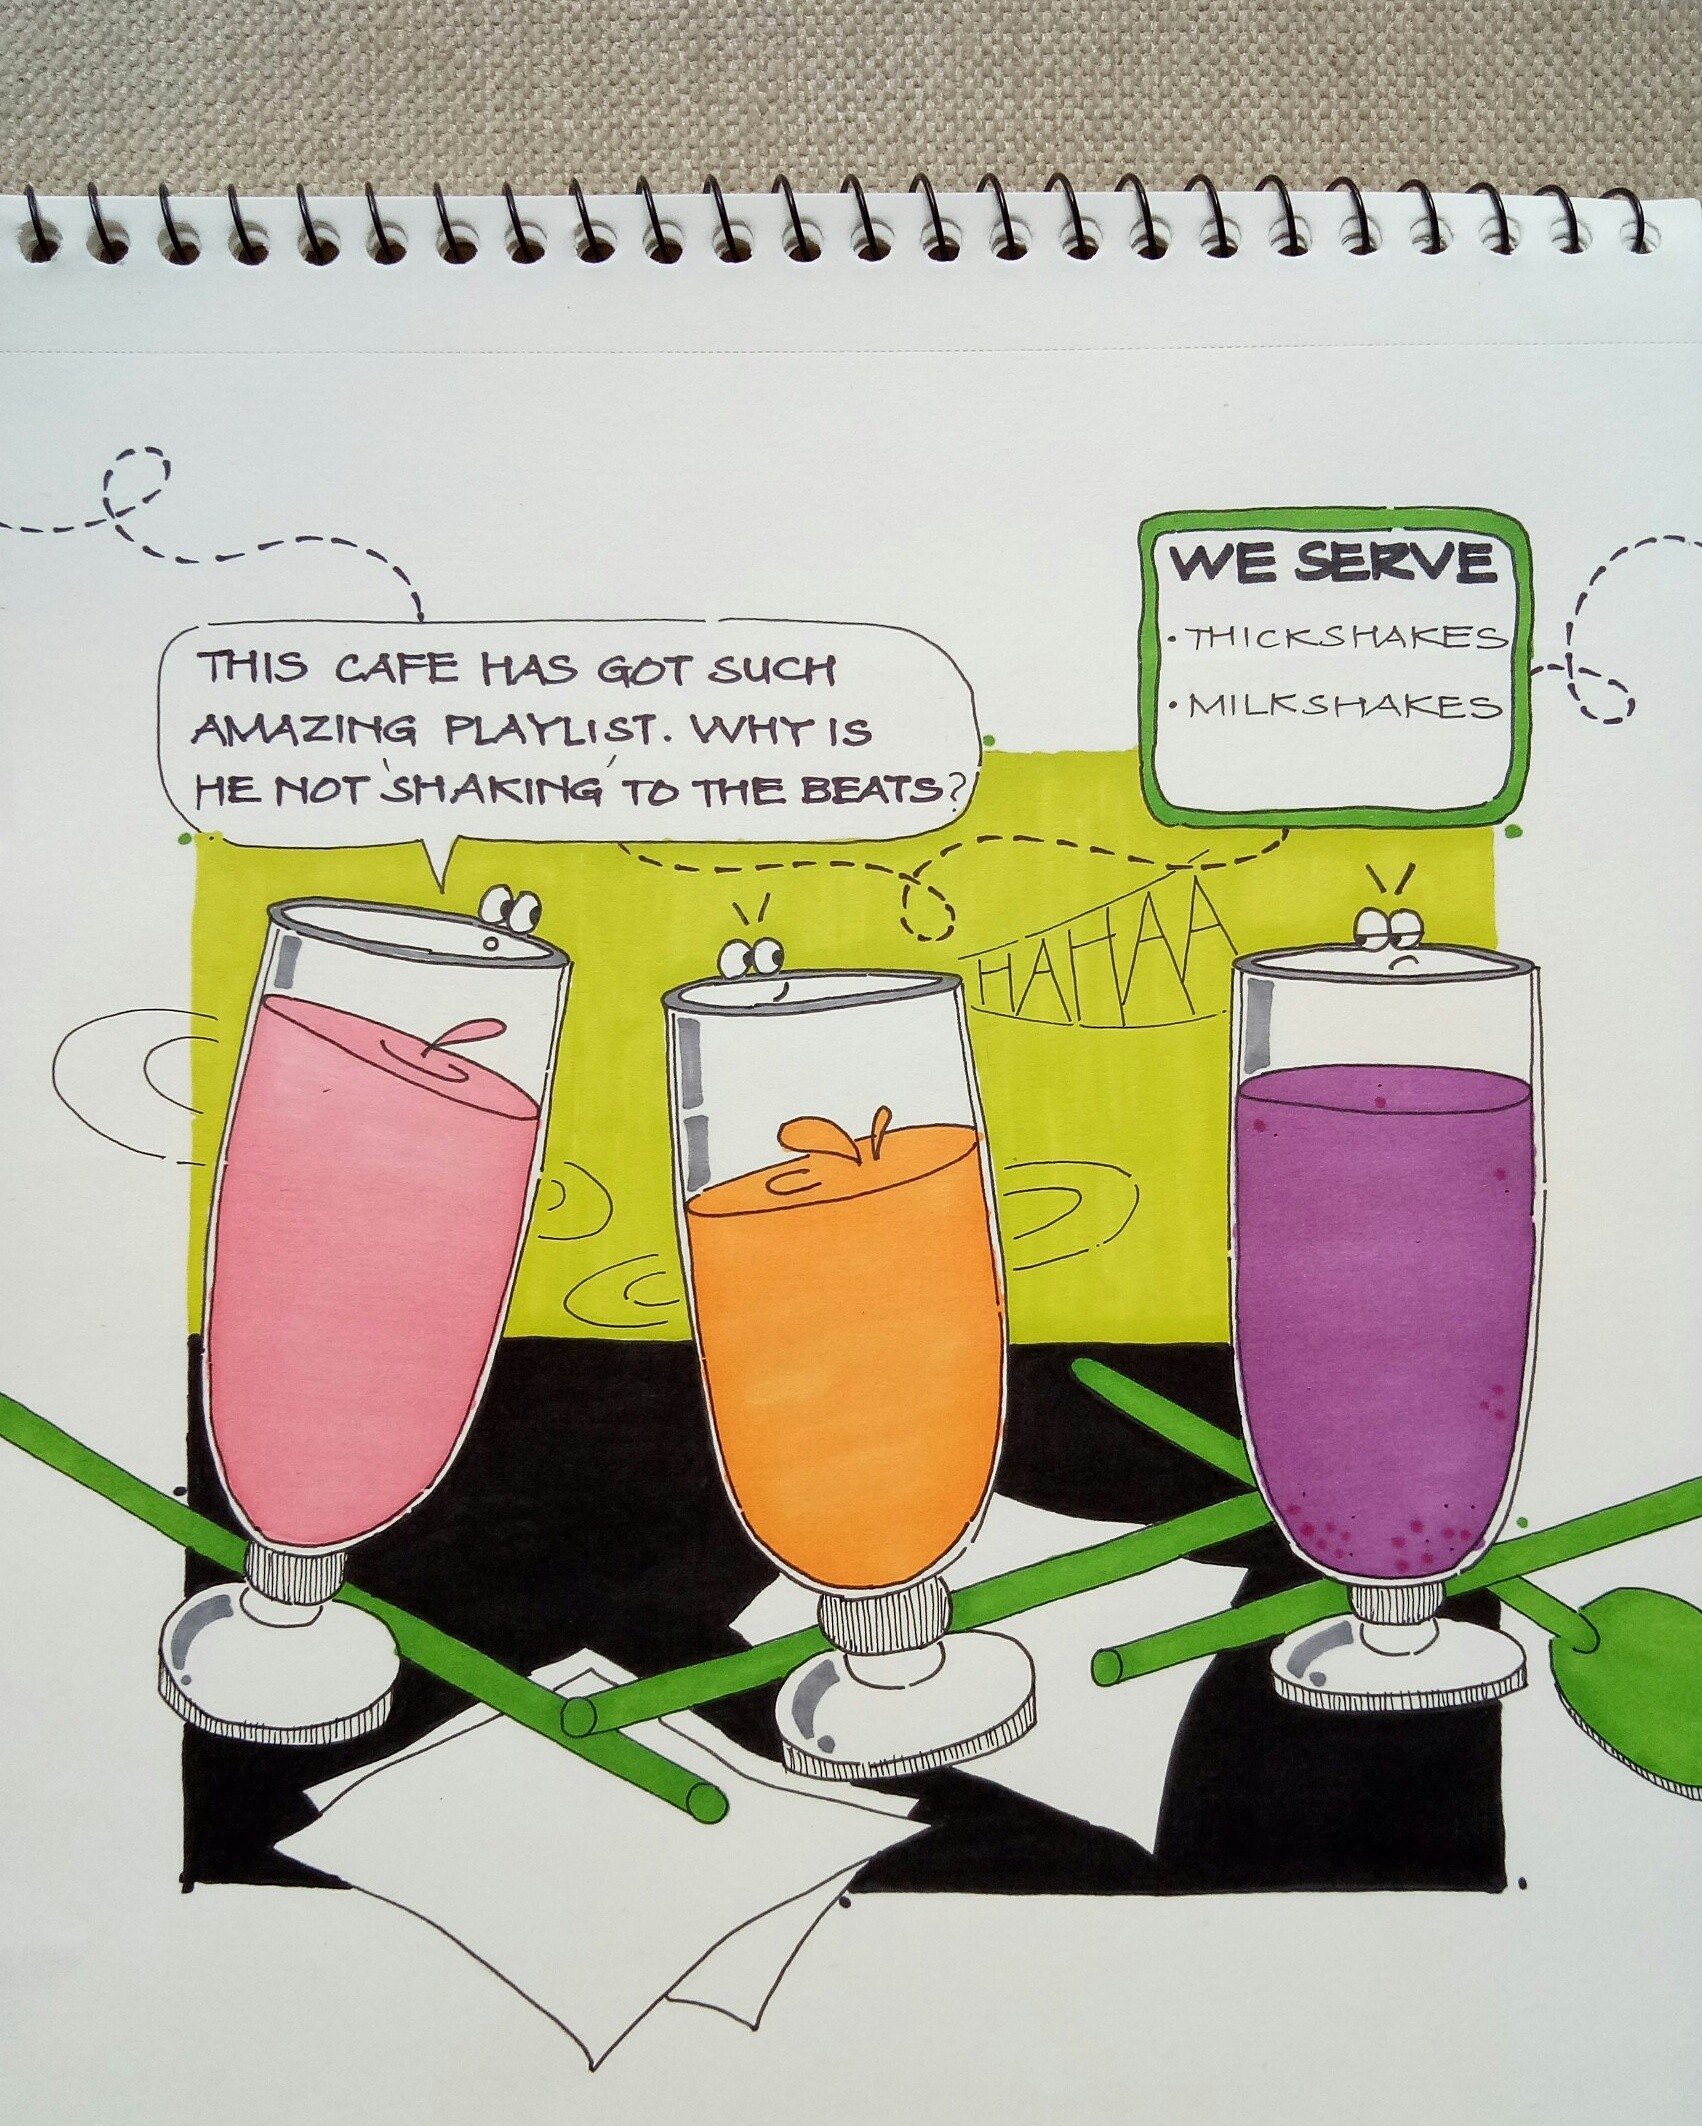 WE SERVE
• THICKSHAKES
• MILKSHAKES
THIS CAFE HAS GOT SUCH
AMAZING PLAYLIST. WHY IS
HE NOT 'SHAKING' TO THE BEATS?
HAHAA